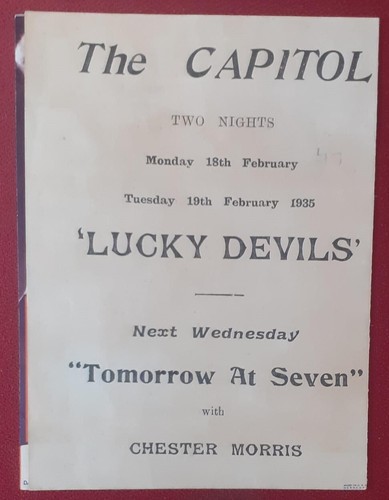 The CAPITOL
TWO NIGHTS
Monday 18th February
Tuesday 19th February 1935
'LUCKY DEVILS'
Next Wednesday
"Tomorrow At Seven"
with
CHESTER MORRIS